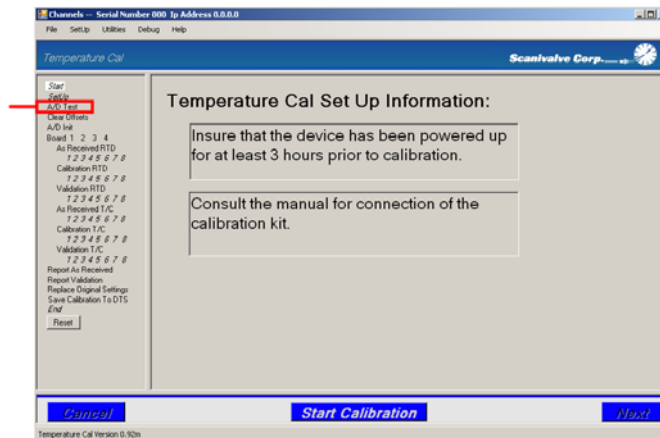 Channels -- Serial Number 000 Ip Address 0.0.0.0
File SetUp Utilities Debug Help
Temperature Cal
Scanivalve Corp.
Start
SetUp
A/D Test
Clear Offsets
A/D Init
Board 1 2 3 4
As Received RTD
1 2 3 4 5 6 7 8
Calibration RTD
1 2 3 4 5 6 7 8
Validation RTD
1 2 3 4 5 6 7 8
As Received T/C
1 2 3 4 5 6 7 8
Calibration T/C
1 2 3 4 5 6 7 8
Validation T/C
1 2 3 4 5 6 7 8
Report As Received
Report Validation
Replace Original Settings
Save Calibration To DTS
End
Reset
Temperature Cal Set Up Information:
Insure that the device has been powered up
for at least 3 hours prior to calibration.
Consult the manual for connection of the
calibration kit.
Cancel
Start Calibration
Next
Temperature Cal Version 0.92m